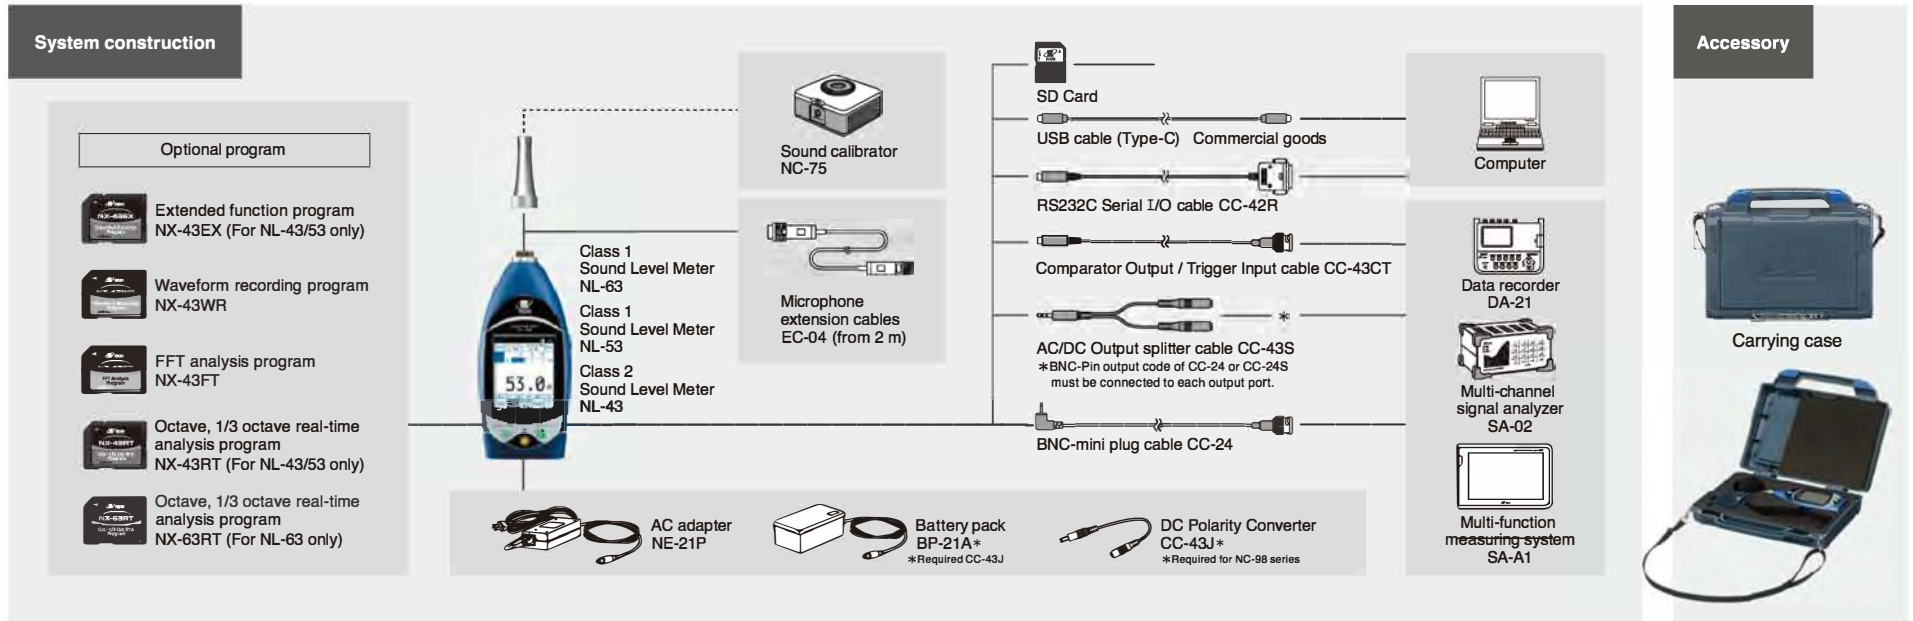 System construction
Optional program
NX-43EX
Extended function program
NX-43EX (For NL-43/53 only)
Waveform recording program
NX-43WR
FFT Analysis
Program
FFT analysis program
NX-43FT
NX-43RT
Octave, 1/3 octave real-time
analysis program
NX-43RT (For NL-43/53 only)
NX-63RT
Octave, 1/3 octave real-time
analysis program
NX-63RT (For NL-63 only)
53.0
Class 1
Sound Level Meter
NL-63
Class 1
Sound Level Meter
NL-53
Class 2
Sound Level Meter
NL-43
Sound calibrator
NC-75
Microphone
extension cables
EC-04 (from 2 m)
SD Card
USB cable (Type-C) Commercial goods
RS232C Serial I/O cable CC-42R
Comparator Output / Trigger Input cable CC-43CT
*
AC/DC Output splitter cable CC-43S
*BNC-Pin output code of CC-24 or CC-24S
must be connected to each output port.
BNC-mini plug cable CC-24
Computer
Data recorder
DA-21
Multi-channel
signal analyzer
SA-02
Multi-function
measuring system
SA-A1
AC adapter
NE-21P
Battery pack
BP-21A*
*Required CC-43J
DC Polarity Converter
CC-43J*
*Required for NC-98 series
Accessory
Carrying case